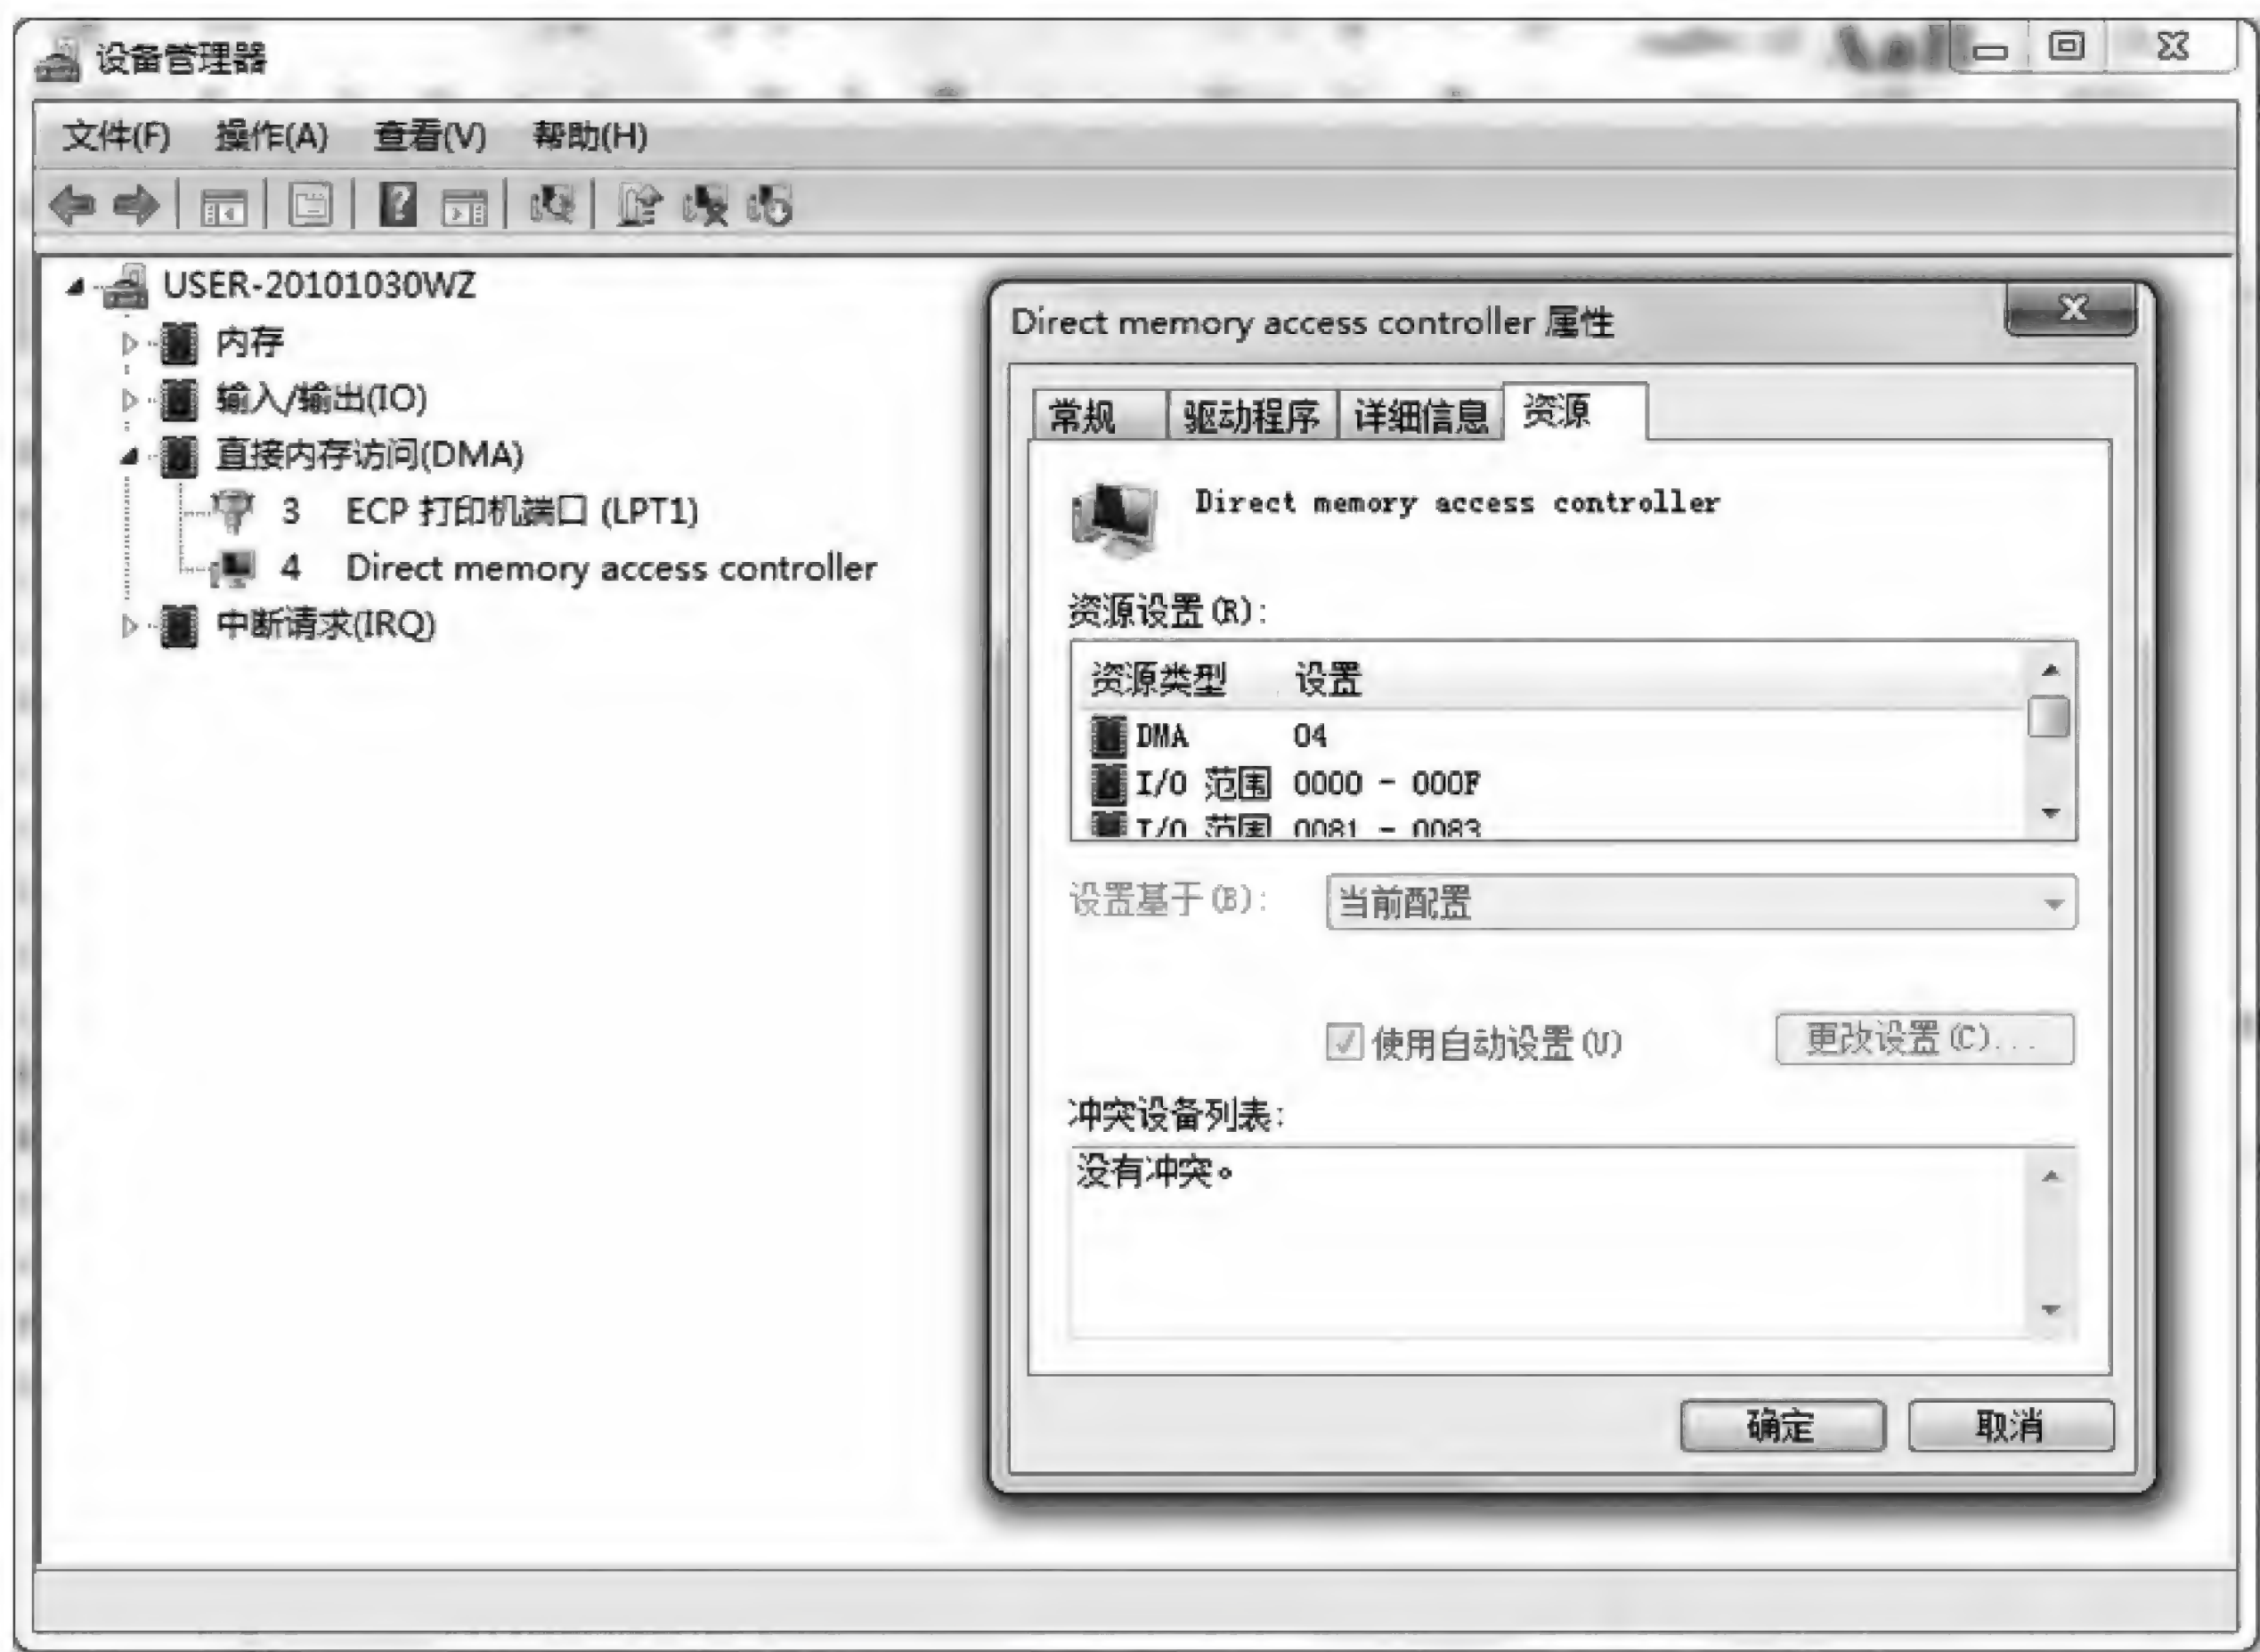 设备管理器
文件(F) 操作(A) 查看(V) 帮助(H)
USER-20101030WZ
内存
输入/输出(IO)
直接内存访问(DMA)
3 ECP 打印机端口 (LPT1)
4 Direct memory access controller
中断请求(IRQ)
Direct memory access controller 属性
常规 驱动程序 详细信息 资源
Direct memory access controller
资源设置(R):
资源类型 设置
DMA 04
I/O 范围 0000 - 000F
I/O 范围 0081 - 0083
设置基于(B): 当前配置
使用自动设置(U) 更改设置(C)...
冲突设备列表:
没有冲突。
确定 取消